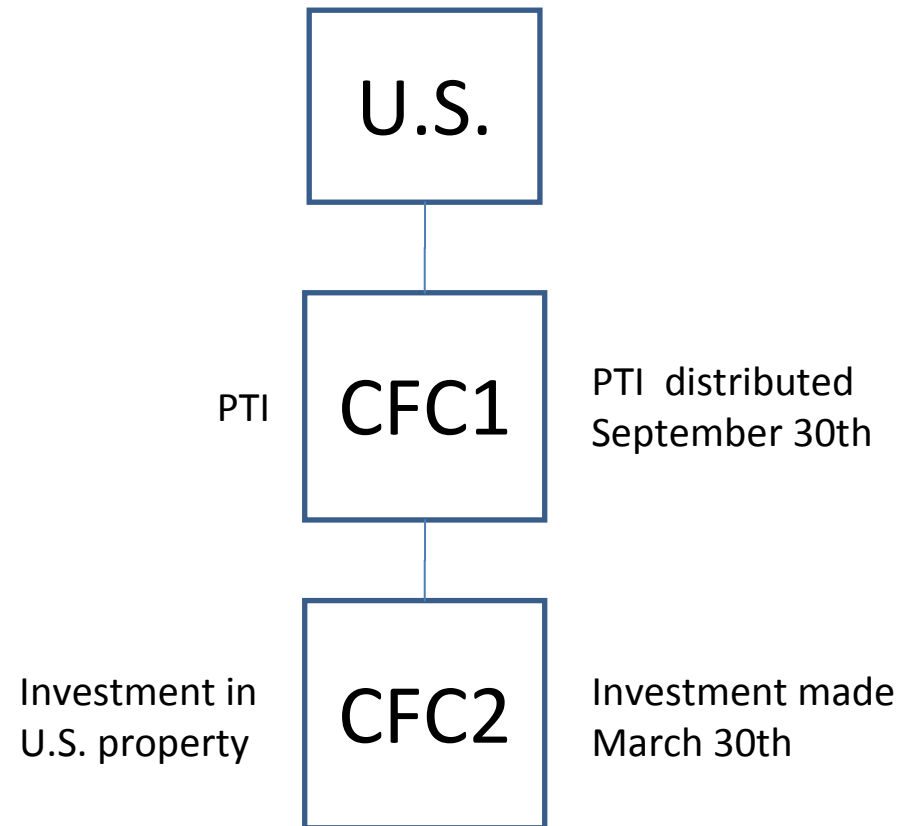 U.S.
PTI
CFC1
PTI distributed
September 30th
Investment in
U.S. property
CFC2
Investment made
March 30th